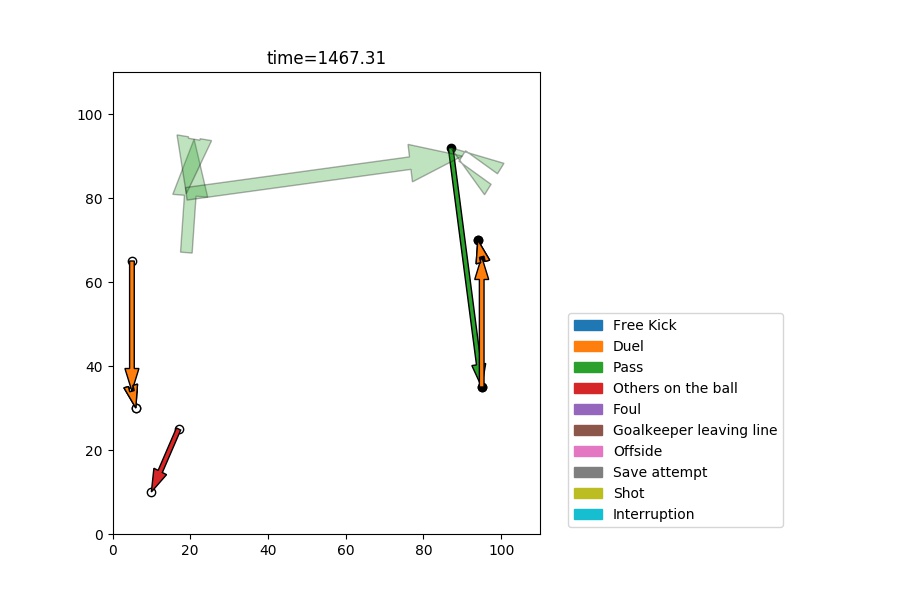 time=1467.31
100
80
60
40
20
0
0 20 40 60 80 100
Free Kick
Duel
Pass
Others on the ball
Foul
Goalkeeper leaving line
Offside
Save attempt
Shot
Interruption